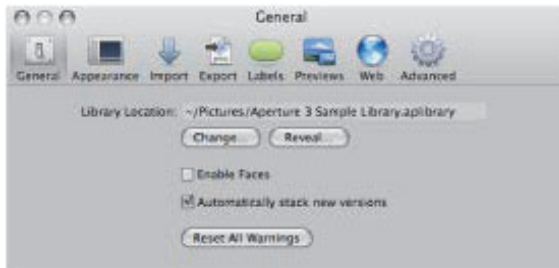 General
General Appearance Import Export Labels Previews Web Advanced
Library Location: ~/Pictures/Aperture 3 Sample Library.aplibrary
Change... Reveal...
Enable Faces
Automatically stack new versions
Reset All Warnings